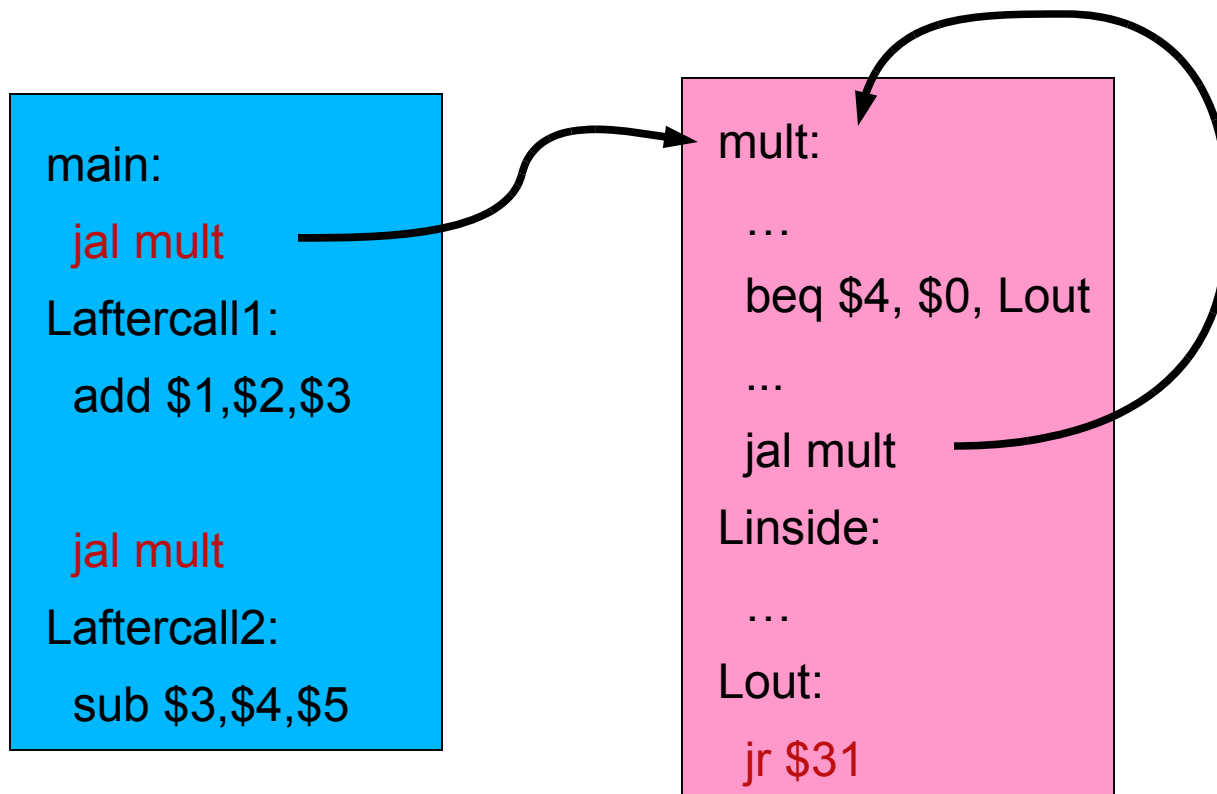 main:
jal mult
Laftercall1:
add $1,$2,$3
jal mult
Laftercall2:
sub $3,$4,$5
mult:
…
beq $4, $0, Lout
...
jal mult
Linside:
…
Lout:
jr $31